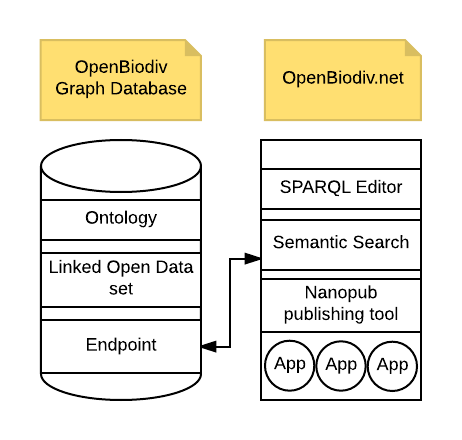 OpenBiodiv
Graph Database
OpenBiodiv.net
Ontology
Linked Open Data
set
Endpoint
SPARQL Editor
Semantic Search
Nanopub
publishing tool
App
App
App